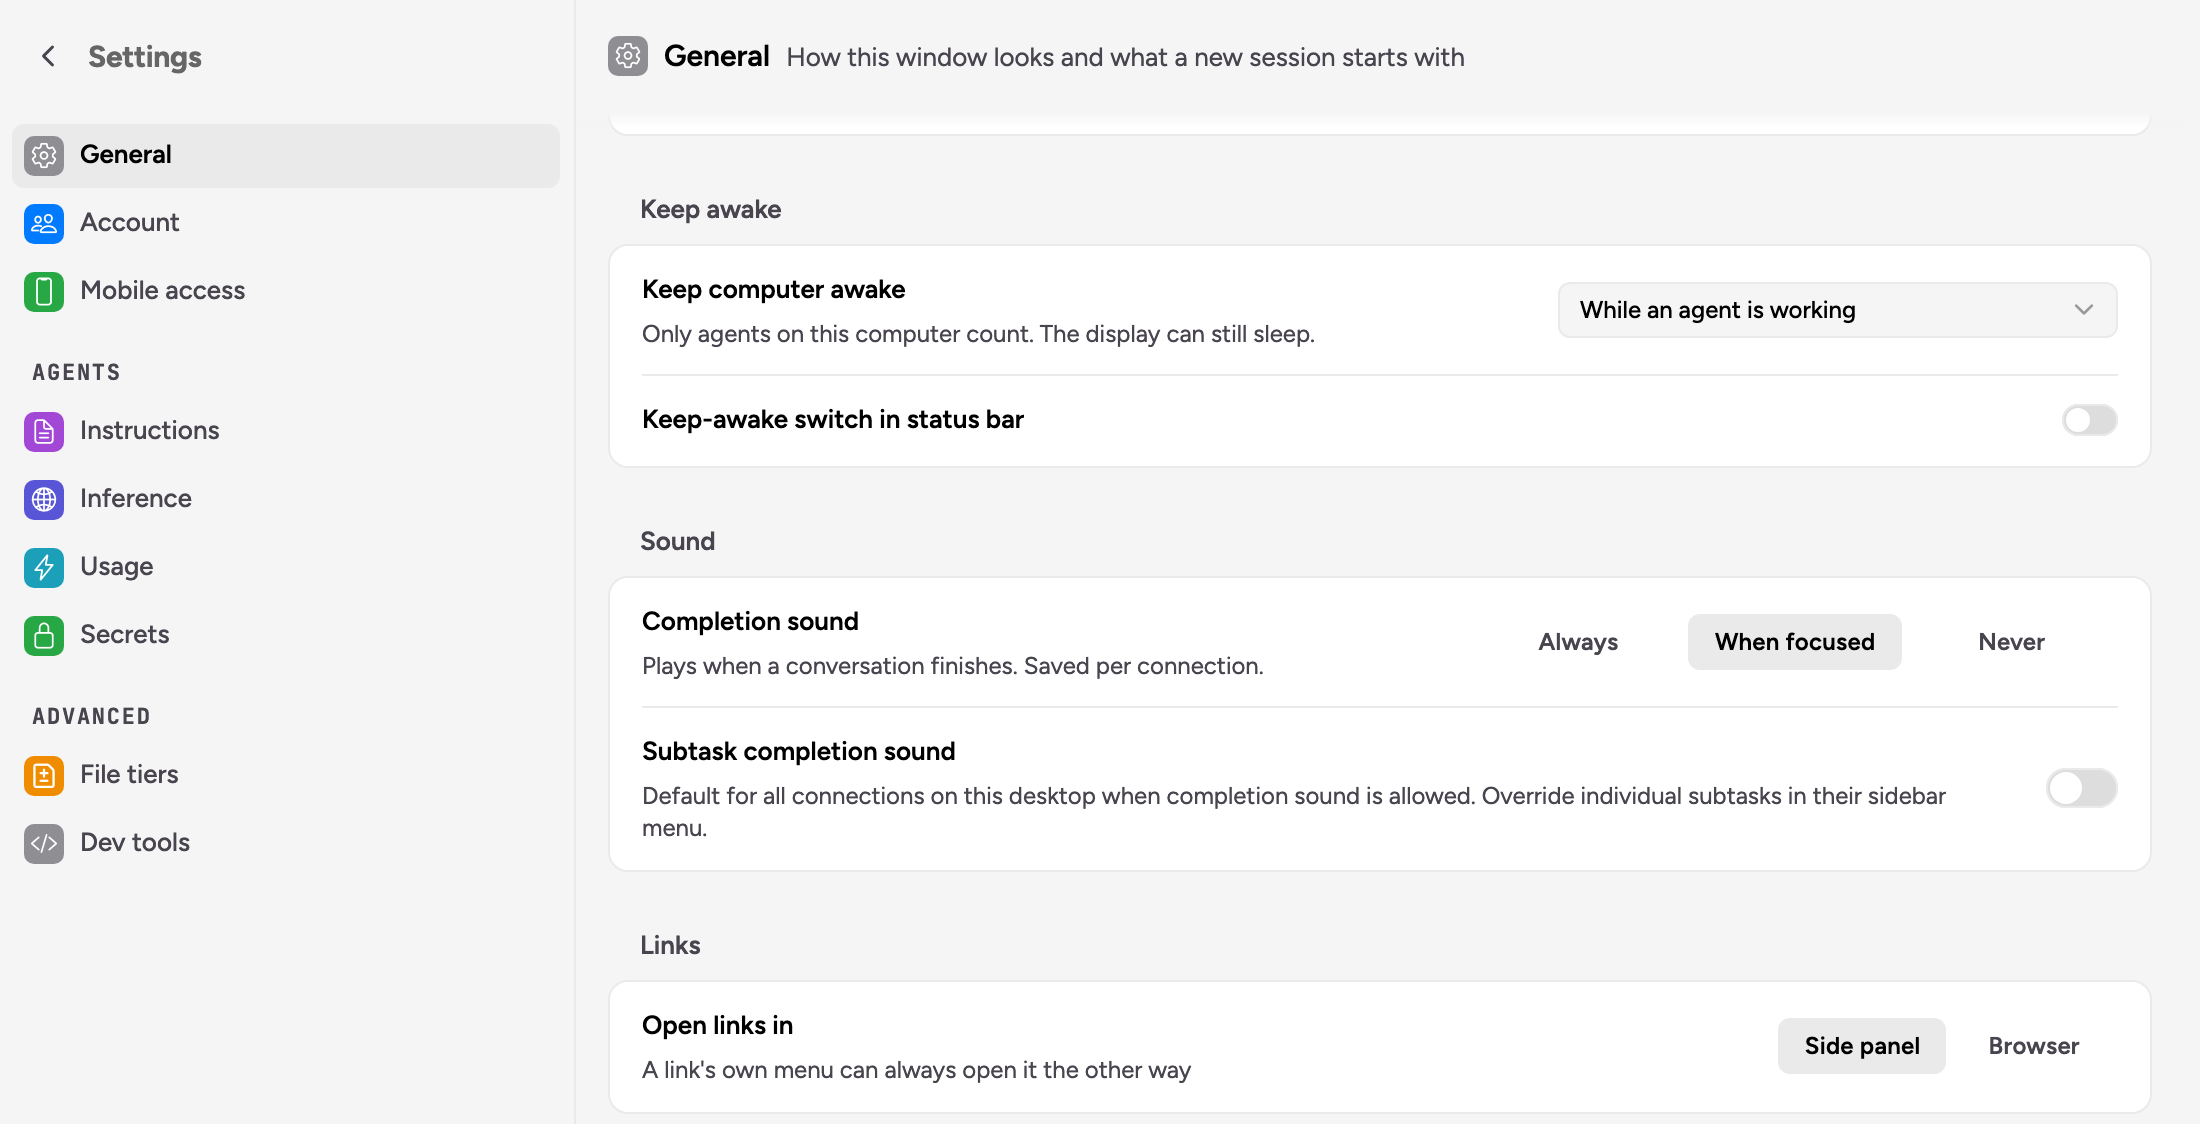 Settings
General
Account
Mobile access
AGENTS
Instructions
Inference
Usage
Secrets
ADVANCED
File tiers
Dev tools
General How this window looks and what a new session starts with
Keep awake
Keep computer awake
Only agents on this computer count. The display can still sleep.
While an agent is working
Keep-awake switch in status bar
Sound
Completion sound
Plays when a conversation finishes. Saved per connection.
Always When focused Never
Subtask completion sound
Default for all connections on this desktop when completion sound is allowed. Override individual subtasks in their sidebar
menu.
Links
Open links in
A link's own menu can always open it the other way
Side panel Browser